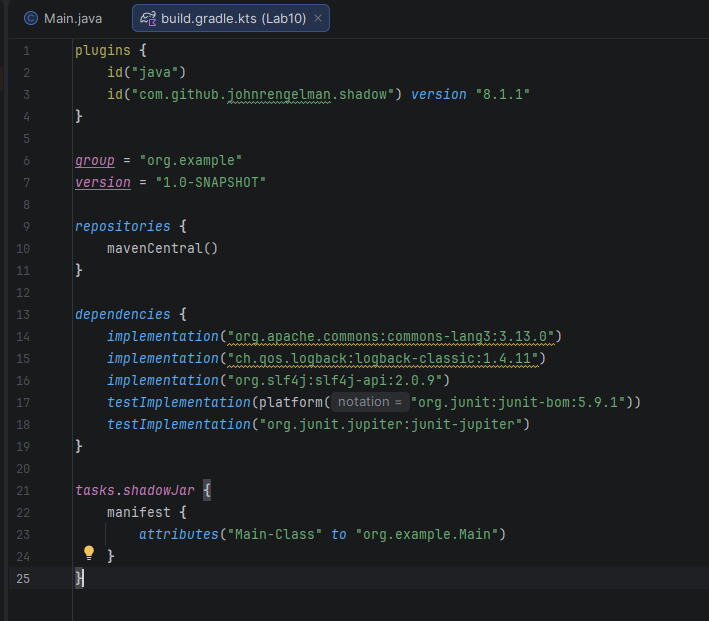 Main.java
build.gradle.kts (Lab10)
1 plugins {
2 id("java")
3 id("com.github.johnrengelman.shadow") version "8.1.1"
4 }
5
6 group = "org.example"
7 version = "1.0-SNAPSHOT"
8
9 repositories {
10 mavenCentral()
11 }
12
13 dependencies {
14 implementation("org.apache.commons:commons-lang3:3.13.0")
15 implementation("ch.qos.logback:logback-classic:1.4.11")
16 implementation("org.slf4j:slf4j-api:2.0.9")
17 testImplementation(platform( notation = "org.junit:junit-bom:5.9.1"))
18 testImplementation("org.junit.jupiter:junit-jupiter")
19 }
20
21 tasks.shadowJar {
22 manifest {
23 attributes("Main-Class" to "org.example.Main")
24 }
25 }